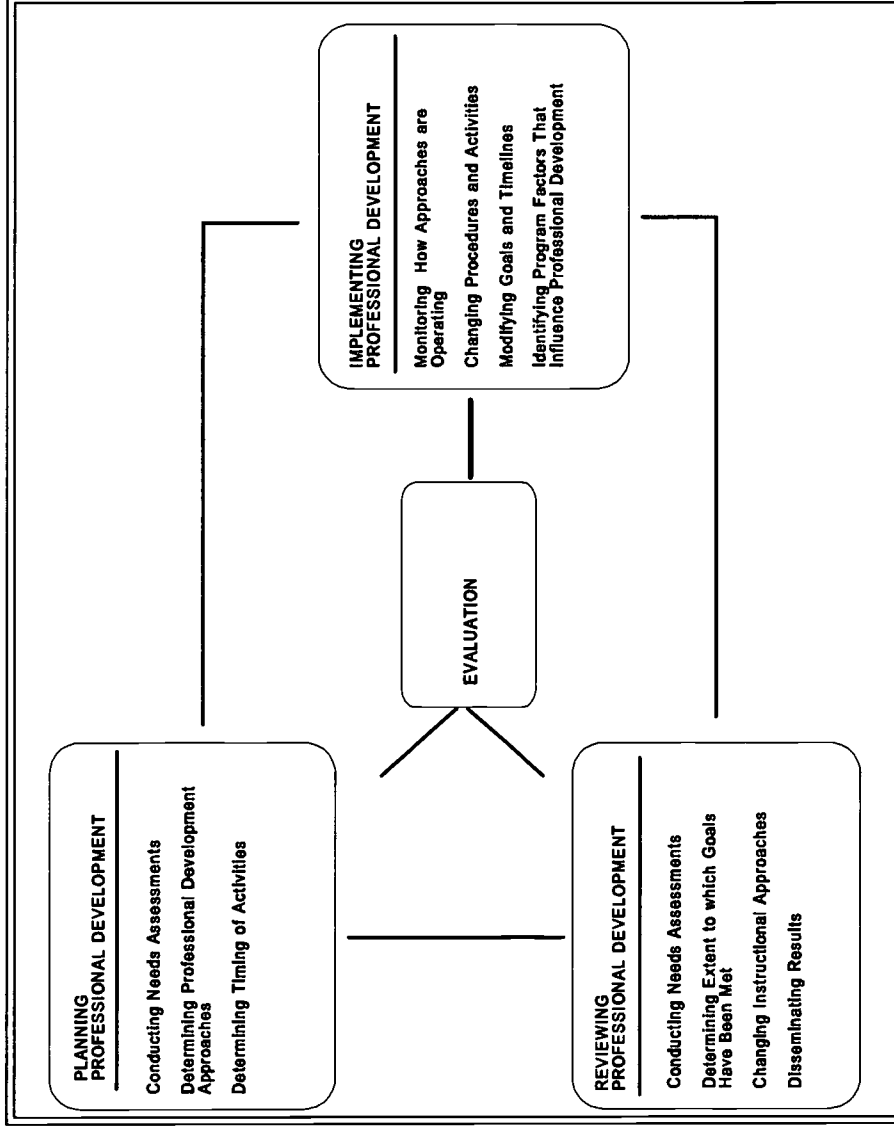 PLANNING
PROFESSIONAL DEVELOPMENT
Conducting Needs Assessments
Determining Professional Development
Approaches
Determining Timing of Activities
IMPLEMENTING
PROFESSIONAL DEVELOPMENT
Monitoring How Approaches are
Operating
Changing Procedures and Activities
Modifying Goals and Timelines
Identifying Program Factors That
Influence Professional Development
EVALUATION
REVIEWING
PROFESSIONAL DEVELOPMENT
Conducting Needs Assessments
Determining Extent to which Goals
Have Been Met
Changing Instructional Approaches
Disseminating Results